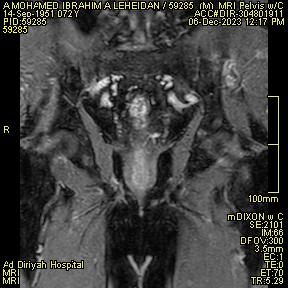 A MOHAMED IBRAHIM A LEHEIDAN / 59285 (M) MRI Pelvis w/C
14-Sep-1951 072Y ACC#DIR-304801911
PID:59285 06-Dec-2023 12:17 PM
59285
R
100mm
mDIXON w C
SE:2101
IM:66
DFOV:300
3.5mm
EC:1
Ad Diriyah Hospital TE:0
MRI ET:70
MRI TR:5.29